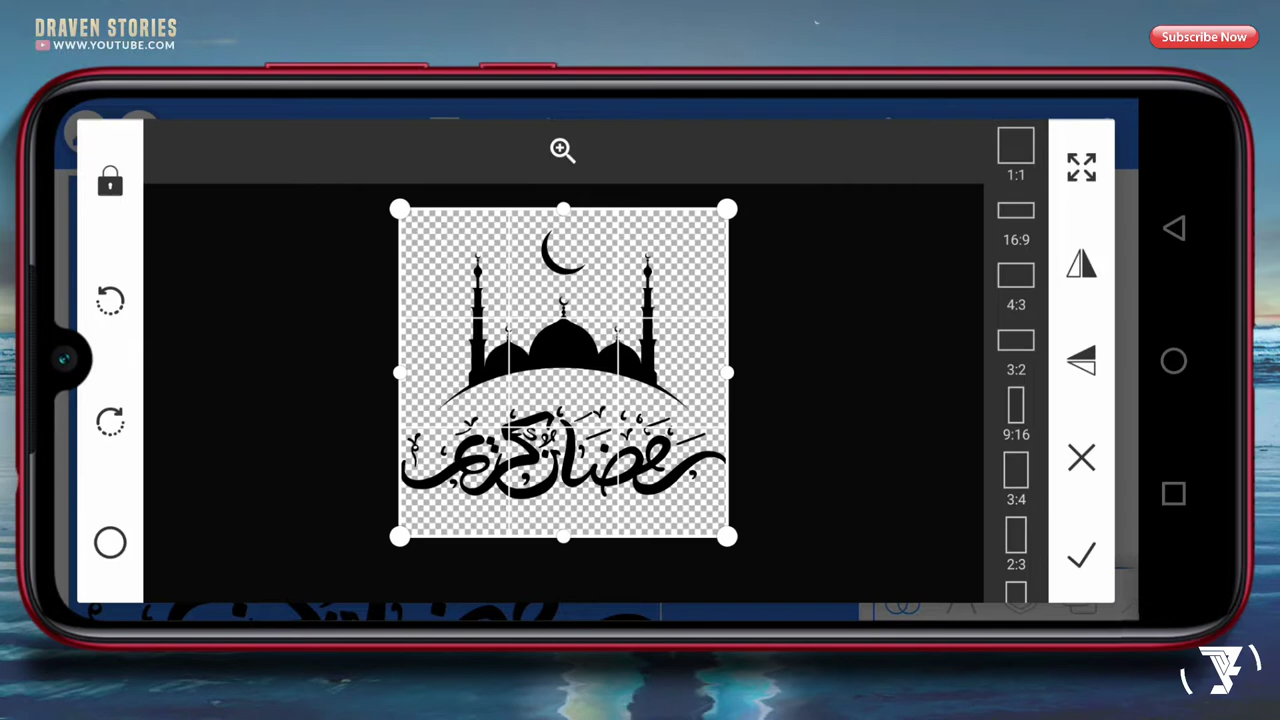 DRAVEN STORIES
WWW.YOUTUBE.COM
Subscribe Now
1:1
16:9
4:3
3:2
9:16
3:4
2:3
رمضان كريم